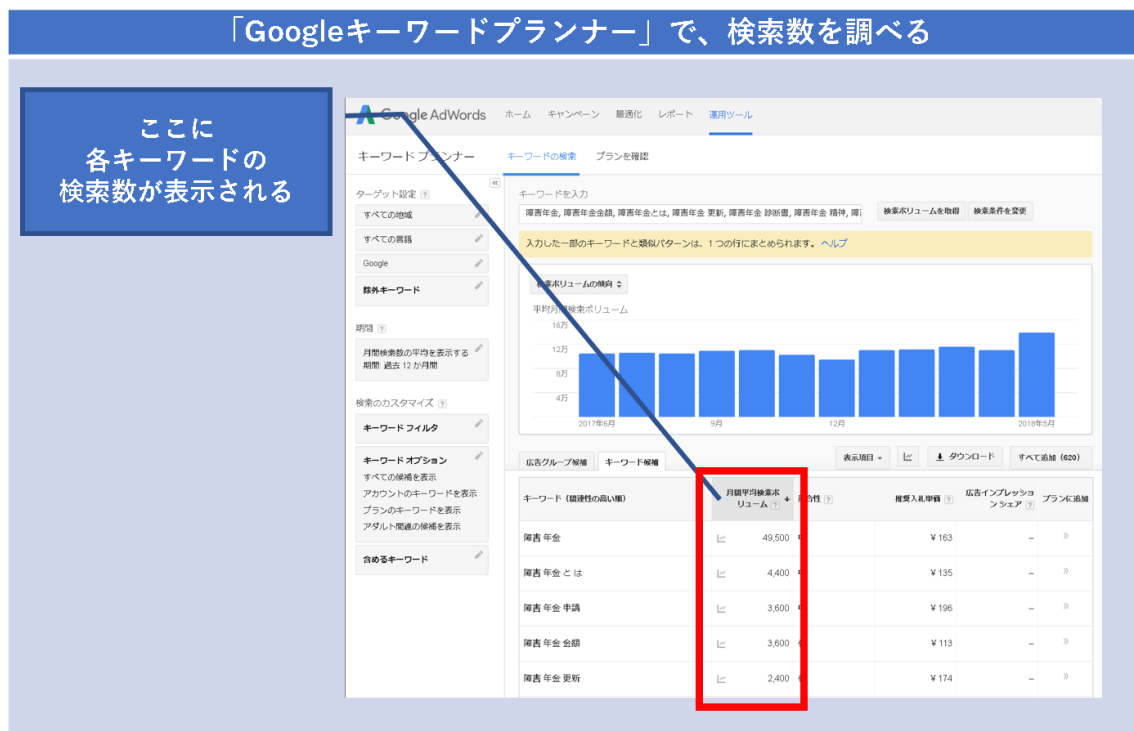 「Googleキーワードプランナー」で、検索数を調べる
ここに
各キーワードの
検索数が表示される
Google AdWords
ホーム キャンペーン 最適化 レポート 運用ツール
キーワード プランナー
キーワードの検索 プランを確認
ターゲット設定 ?
すべての地域
すべての言語
Google
除外キーワード
期間 ?
月間検索数の平均を表示する
期間: 過去 12 か月間
検索のカスタマイズ ?
キーワード フィルタ
キーワード オプション
すべての候補を表示
アカウントのキーワードを表示
プランのキーワードを表示
アダルト関連の候補を表示
含めるキーワード
キーワードを入力
障害年金, 障害年金金額, 障害年金とは, 障害年金 更新, 障害年金 診断書, 障害年金 精神,
検索ボリュームを取得 検索条件を変更
入力した一部のキーワードと類似パターンは、1 つの行にまとめられます。 ヘルプ
検索ボリュームの傾向
平均月間検索ボリューム
16万
12万
8万
4万
2017年6月 9月 12月 2018年5月
広告グループ候補 キーワード候補
表示項目 ダウンロード すべて追加 (620)
キーワード (関連性の高い順)
月間平均検索ボ
リューム ?
合性 ?
推奨入札単価 ?
広告インプレッショ
ン シェア ?
プランに追加
障害 年金 49,500 ¥ 163 – »
障害 年金 と は 4,400 ¥ 135 – »
障害 年金 申請 3,600 ¥ 196 – »
障害 年金 金額 3,600 ¥ 113 – »
障害 年金 更新 2,400 ¥ 174 – »